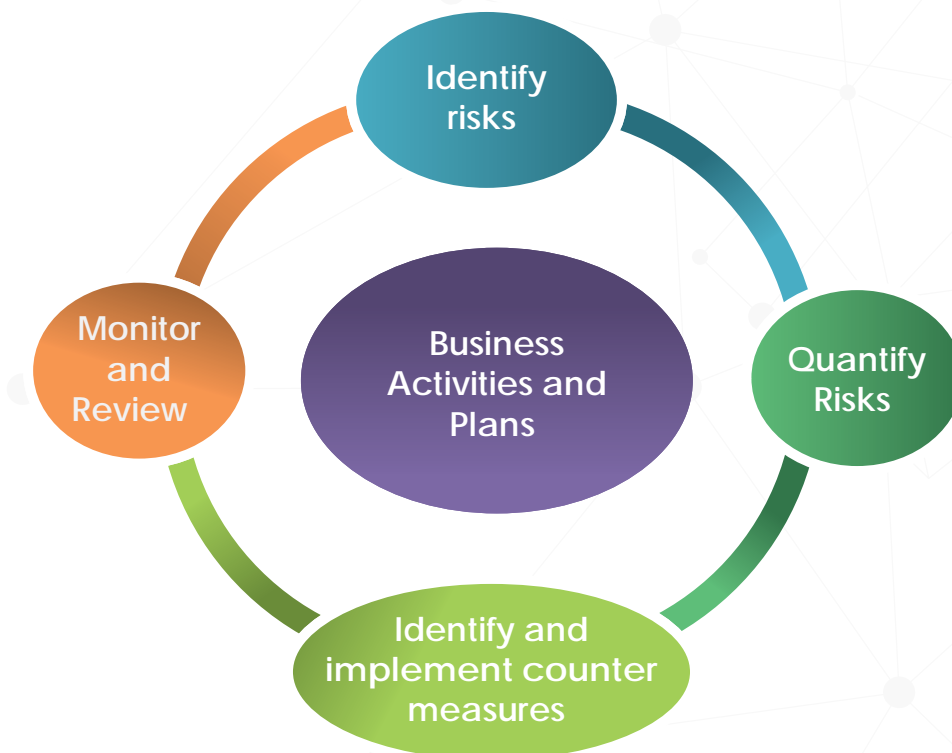 Identify
risks
Monitor
and
Review
Business
Activities and
Plans
Quantify
Risks
Identify and
implement counter
measures